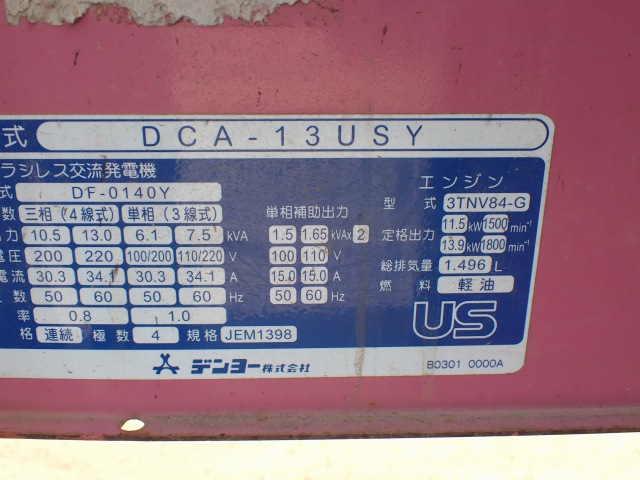 式 DCA-13USY
ラシレス交流発電機
式 DF-0140Y
数 三相(4線式) 単相(3線式) 単相補助出力
力 10.5 13.0 6.1 7.5 kVA 1.5 1.65 kVAx 2
電圧 200 220 100/200 110/220 V 100 110 V
電流 30.3 34.1 30.3 34.1 A 15.0 15.0 A
数 50 60 50 60 Hz 50 60 Hz
率 0.8 1.0
格 連続 極数 4 規格 JEM1398
エンジン
型式 3TNV84-G
定格出力 11.5 kW 1500 min⁻¹
13.9 kW 1800 min⁻¹
総排気量 1.496 L
燃料 軽油
US
デンヨー株式会社 B0301 0000A